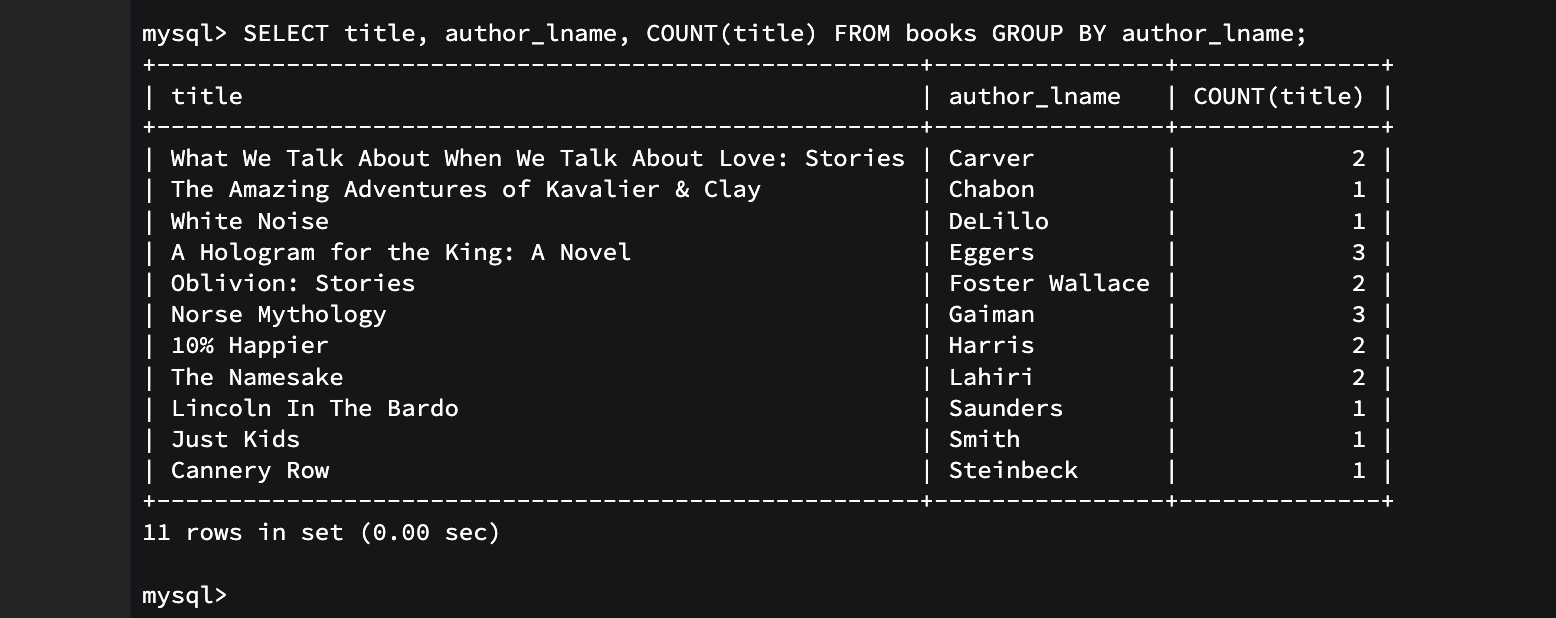 mysql> SELECT title, author_lname, COUNT(title) FROM books GROUP BY author_lname;
+-----------------------------------------------------+----------------+--------------+
| title                                               | author_lname   | COUNT(title) |
+-----------------------------------------------------+----------------+--------------+
| What We Talk About When We Talk About Love: Stories | Carver         |            2 |
| The Amazing Adventures of Kavalier & Clay           | Chabon         |            1 |
| White Noise                                         | DeLillo        |            1 |
| A Hologram for the King: A Novel                    | Eggers         |            3 |
| Oblivion: Stories                                   | Foster Wallace |            2 |
| Norse Mythology                                     | Gaiman         |            3 |
| 10% Happier                                         | Harris         |            2 |
| The Namesake                                        | Lahiri         |            2 |
| Lincoln In The Bardo                                | Saunders       |            1 |
| Just Kids                                           | Smith          |            1 |
| Cannery Row                                         | Steinbeck      |            1 |
+-----------------------------------------------------+----------------+--------------+
11 rows in set (0.00 sec)
mysql>